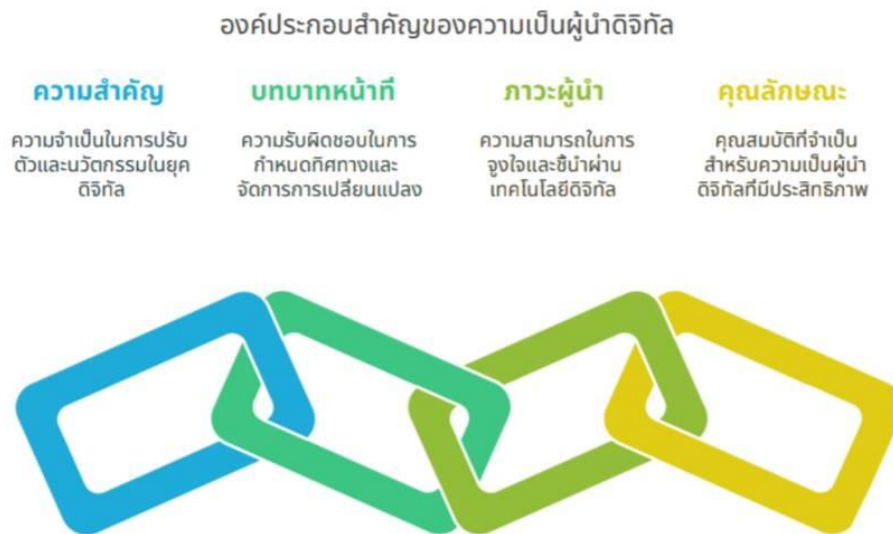 องค์ประกอบสำคัญของความเป็นผู้นำดิจิทัล
ความสำคัญ
ความจำเป็นในการปรับ
ตัวและนวัตกรรมในยุค
ดิจิทัล
บทบาทหน้าที่
ความรับผิดชอบในการ
กำหนดทิศทางและ
จัดการการเปลี่ยนแปลง
ภาวะผู้นำ
ความสามารถในการ
จูงใจและชี้นำผ่าน
เทคโนโลยีดิจิทัล
คุณลักษณะ
คุณสมบัติที่จำเป็น
สำหรับความเป็นผู้นำ
ดิจิทัลที่มีประสิทธิภาพ